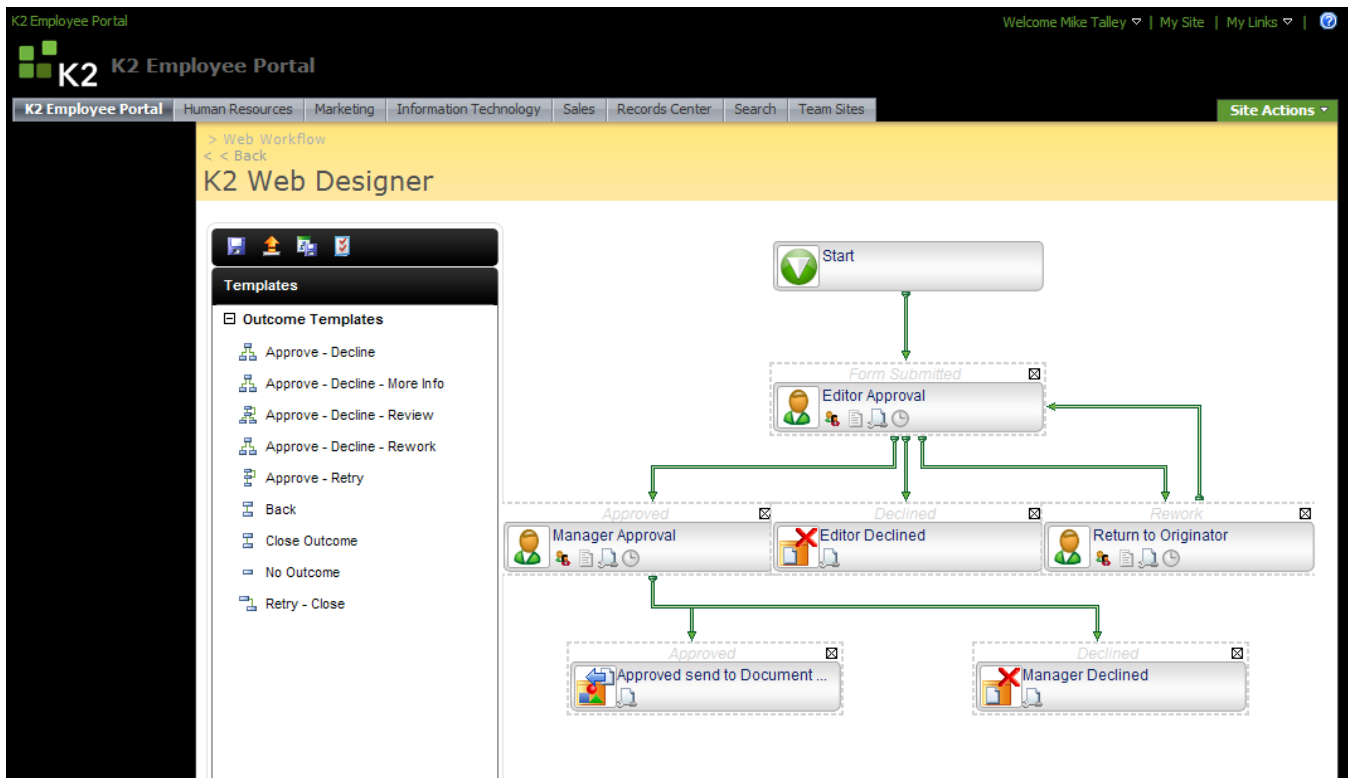 K2 Employee Portal
Welcome Mike Talley | My Site | My Links |
K2 K2 Employee Portal
K2 Employee Portal Human Resources Marketing Information Technology Sales Records Center Search Team Sites Site Actions
> Web Workflow
< < Back
K2 Web Designer
Templates
Outcome Templates
Approve - Decline
Approve - Decline - More Info
Approve - Decline - Review
Approve - Decline - Rework
Approve - Retry
Back
Close Outcome
No Outcome
Retry - Close
Start
Form Submitted
Editor Approval
Approved Declined Rework
Manager Approval Editor Declined Return to Originator
Approved Declined
Approved send to Document ... Manager Declined